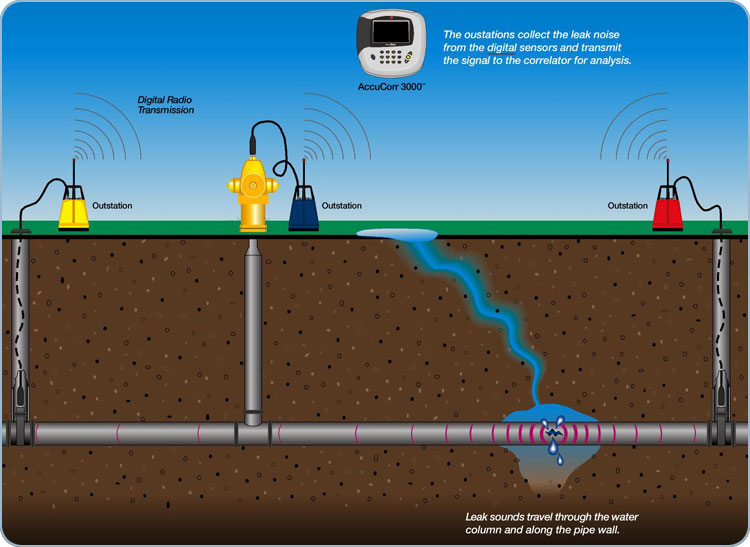 The oustations collect the leak noise
from the digital sensors and transmit
the signal to the correlator for analysis.
AccuCorr 3000™
Digital Radio
Transmission
Outstation
Outstation
Outstation
Leak sounds travel through the water
column and along the pipe wall.